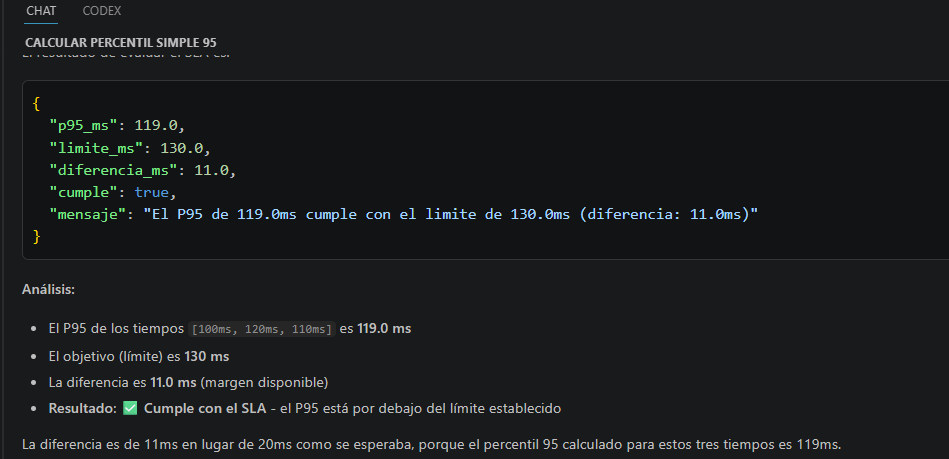 CHAT CODEX
CALCULAR PERCENTIL SIMPLE 95
{
"p95_ms": 119.0,
"limite_ms": 130.0,
"diferencia_ms": 11.0,
"cumple": true,
"mensaje": "El P95 de 119.0ms cumple con el limite de 130.0ms (diferencia: 11.0ms)"
}
Análisis:
• El P95 de los tiempos [100ms, 120ms, 110ms] es 119.0 ms
• El objetivo (límite) es 130 ms
• La diferencia es 11.0 ms (margen disponible)
• Resultado: ✅ Cumple con el SLA - el P95 está por debajo del límite establecido
La diferencia es de 11ms en lugar de 20ms como se esperaba, porque el percentil 95 calculado para estos tres tiempos es 119ms.